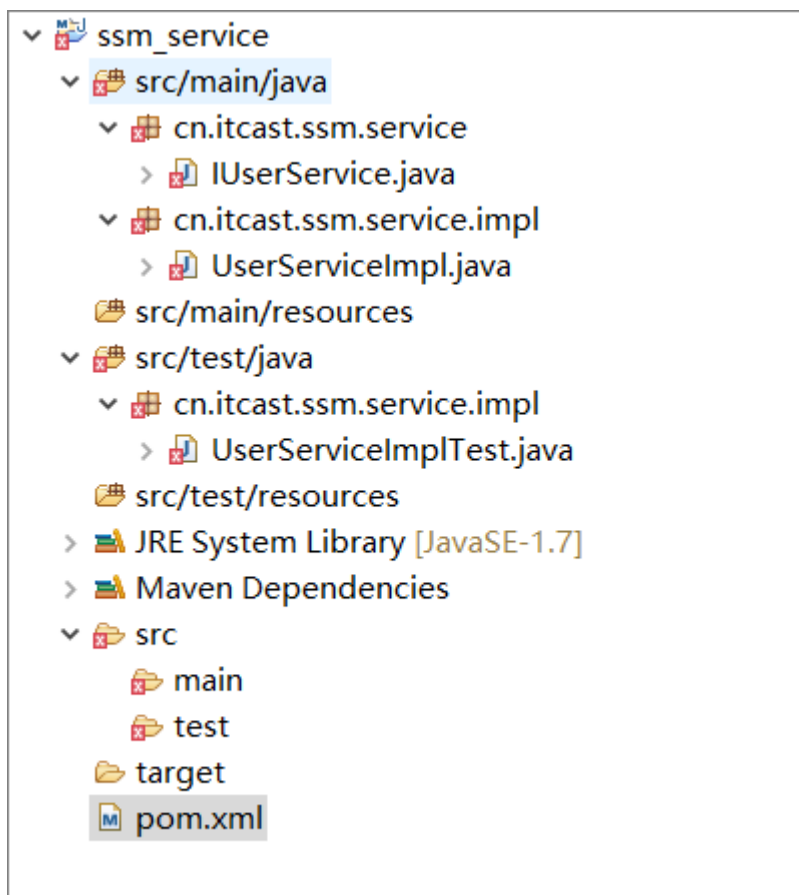 ssm_service
src/main/java
cn.itcast.ssm.service
IUserService.java
cn.itcast.ssm.service.impl
UserServiceImpl.java
src/main/resources
src/test/java
cn.itcast.ssm.service.impl
UserServiceImplTest.java
src/test/resources
JRE System Library [JavaSE-1.7]
Maven Dependencies
src
main
test
target
pom.xml